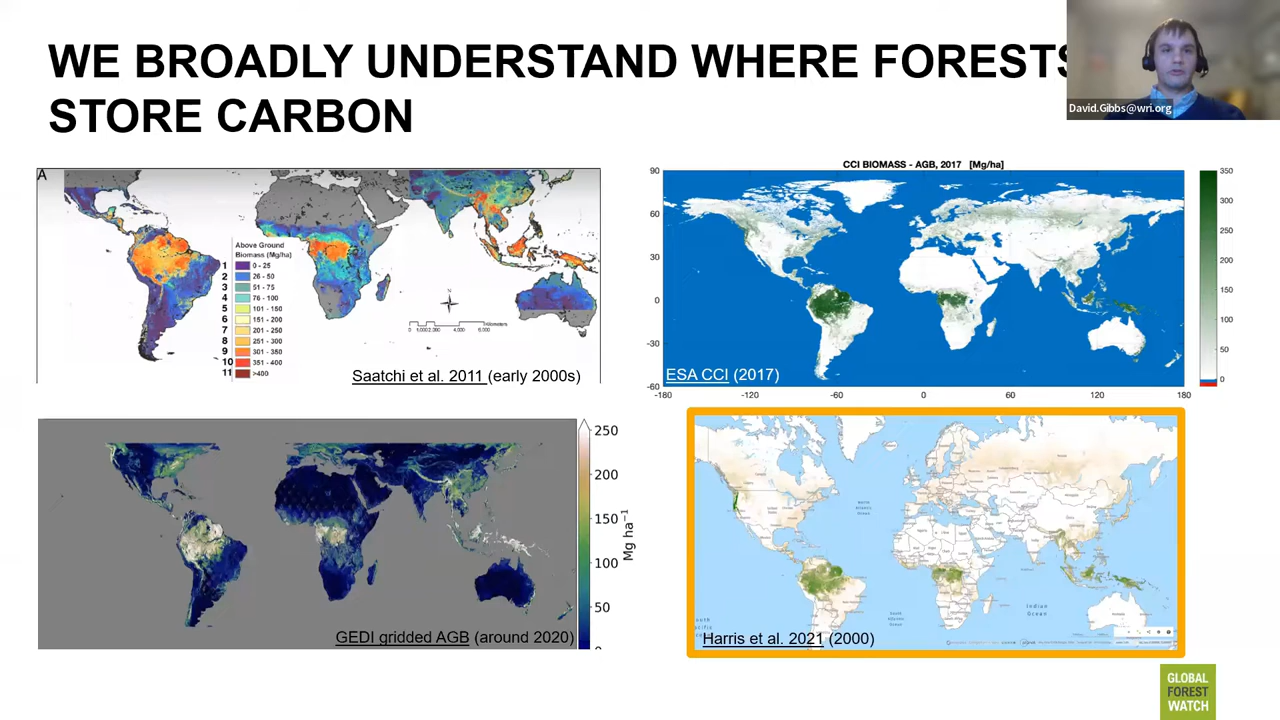 WE BROADLY UNDERSTAND WHERE FORESTS
STORE CARBON
David.Gibbs@wri.org
A
Above Ground
Biomass (Mg/ha)
1 0 - 25
2 26 - 50
3 51 - 75
4 76 - 100
5 101 - 150
6 151 - 200
7 201 - 250
8 251 - 300
9 301 - 350
10 351 - 400
11 >400
N
Kilometers
Saatchi et al. 2011 (early 2000s)
CCI BIOMASS - AGB, 2017 [Mg/ha]
90
60
30
0
-30
-60
-180 -120 -60 0 60 120 180
350
300
250
200
150
100
50
0
ESA CCI (2017)
250
200
150
100
50
Mg ha⁻¹
GEDI gridded AGB (around 2020)
Indian
Ocean
Harris et al. 2021 (2000)
GLOBAL
FOREST
WATCH